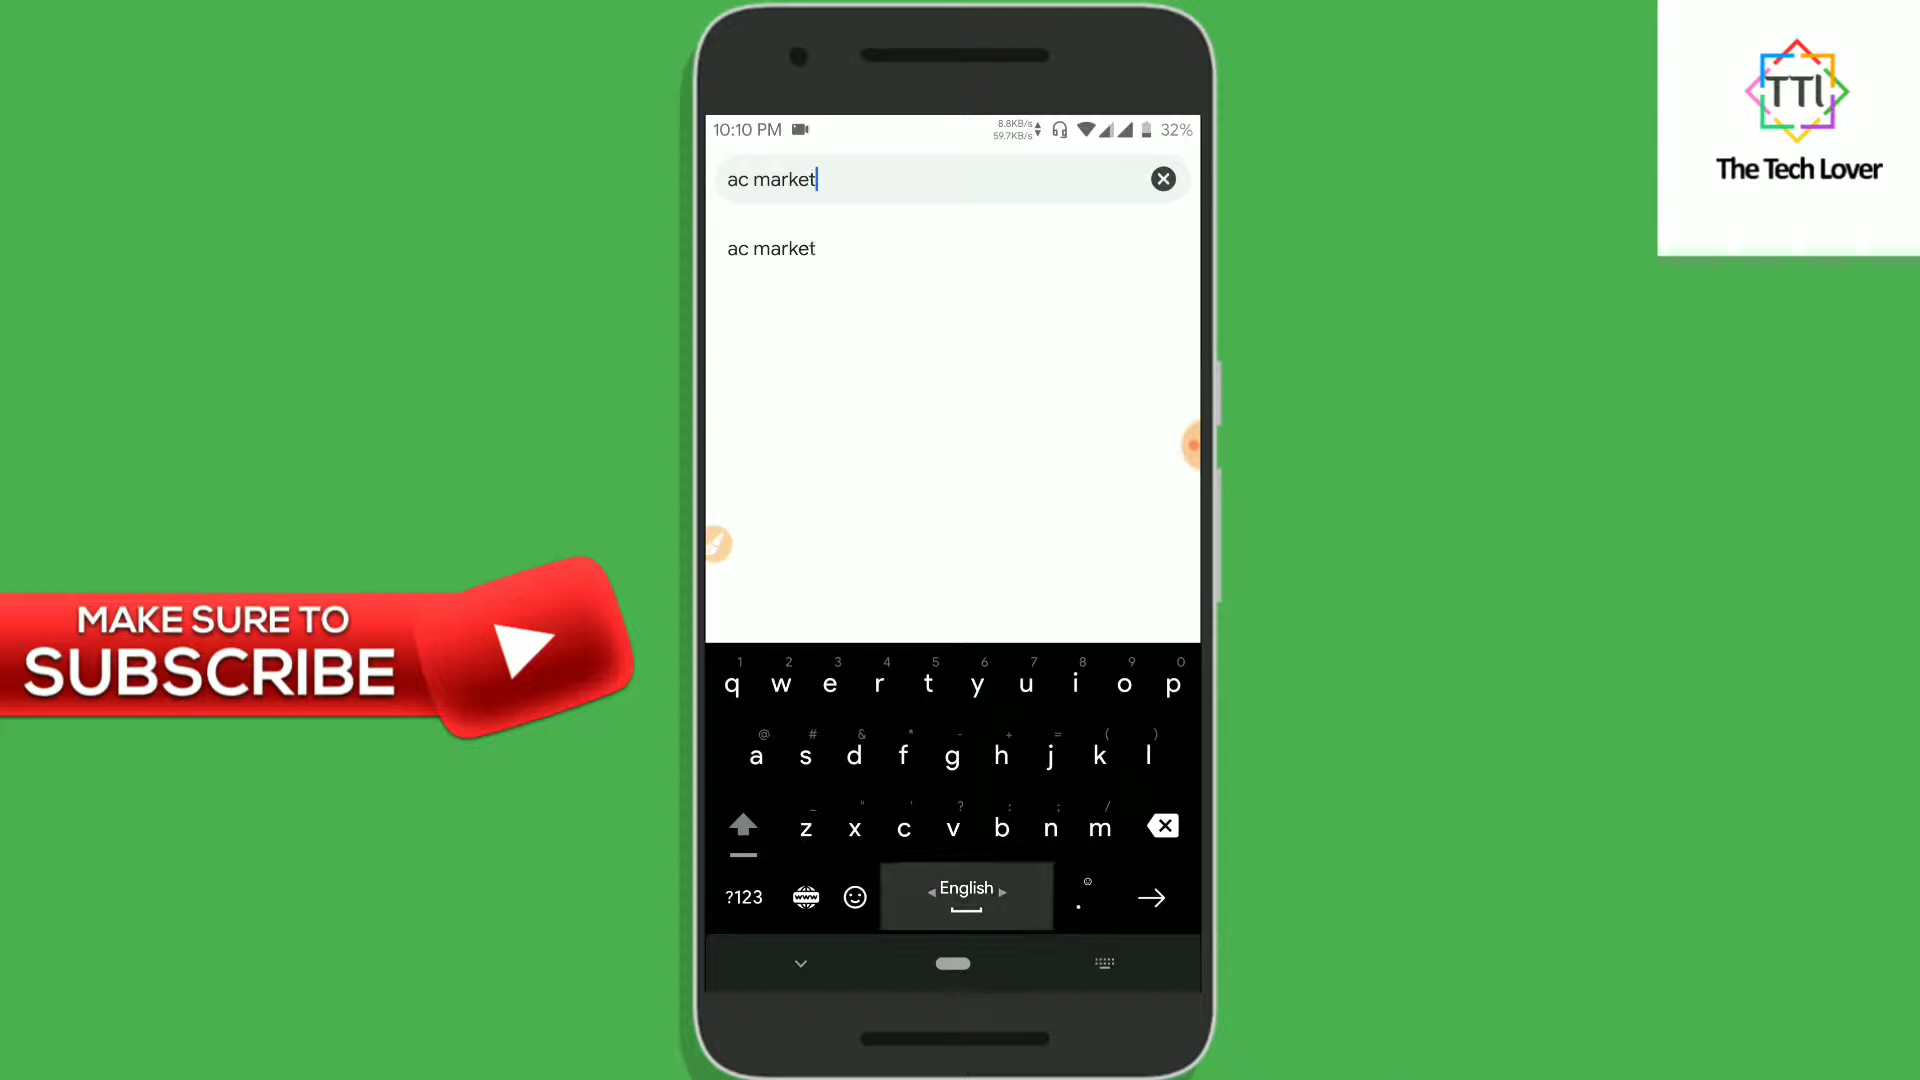 TTl
The Tech Lover
10:10 PM 8.8KB/s 59.7KB/s 32%
ac market
ac market
MAKE SURE TO
SUBSCRIBE
1 2 3 4 5 6 7 8 9 0
q w e r t y u i o p
@ # & * - + = ( )
a s d f g h j k l
_ " ' ? : ; /
z x c v b n m
?123 www English .